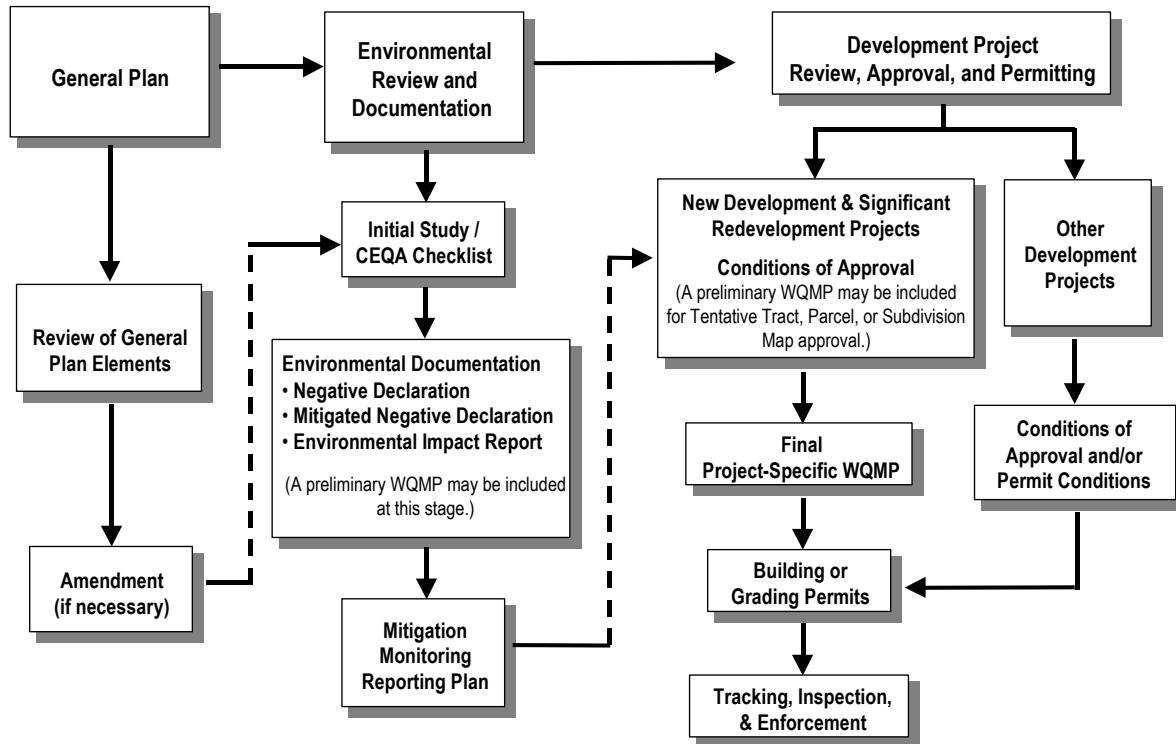 General Plan
Environmental
Review and
Documentation
Development Project
Review, Approval, and Permitting
Review of General
Plan Elements
Amendment
(if necessary)
Initial Study /
CEQA Checklist
Environmental Documentation
• Negative Declaration
• Mitigated Negative Declaration
• Environmental Impact Report
(A preliminary WQMP may be included
at this stage.)
Mitigation
Monitoring
Reporting Plan
New Development & Significant
Redevelopment Projects
Conditions of Approval
(A preliminary WQMP may be included
for Tentative Tract, Parcel, or Subdivision
Map approval.)
Other
Development
Projects
Final
Project-Specific WQMP
Conditions of
Approval and/or
Permit Conditions
Building or
Grading Permits
Tracking, Inspection,
& Enforcement